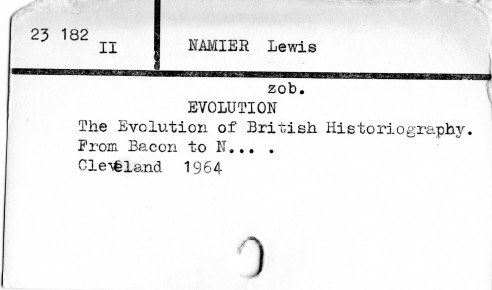 23 182
II
NAMIER Lewis
zob.
EVOLUTION
The Evolution of British Historiography.
From Bacon to N... .
Cleveland 1964